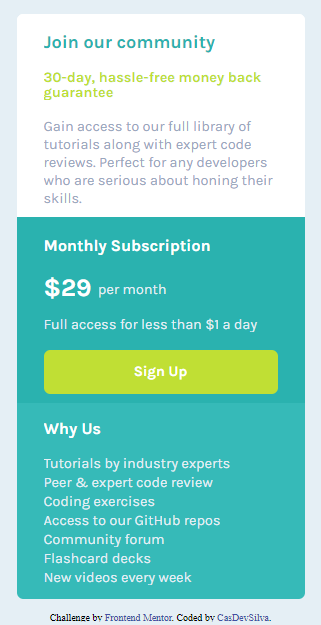 Join our community
30-day, hassle-free money back
guarantee
Gain access to our full library of
tutorials along with expert code
reviews. Perfect for any developers
who are serious about honing their
skills.
Monthly Subscription
$29 per month
Full access for less than $1 a day
Sign Up
Why Us
Tutorials by industry experts
Peer & expert code review
Coding exercises
Access to our GitHub repos
Community forum
Flashcard decks
New videos every week
Challenge by Frontend Mentor. Coded by CasDevSilva.